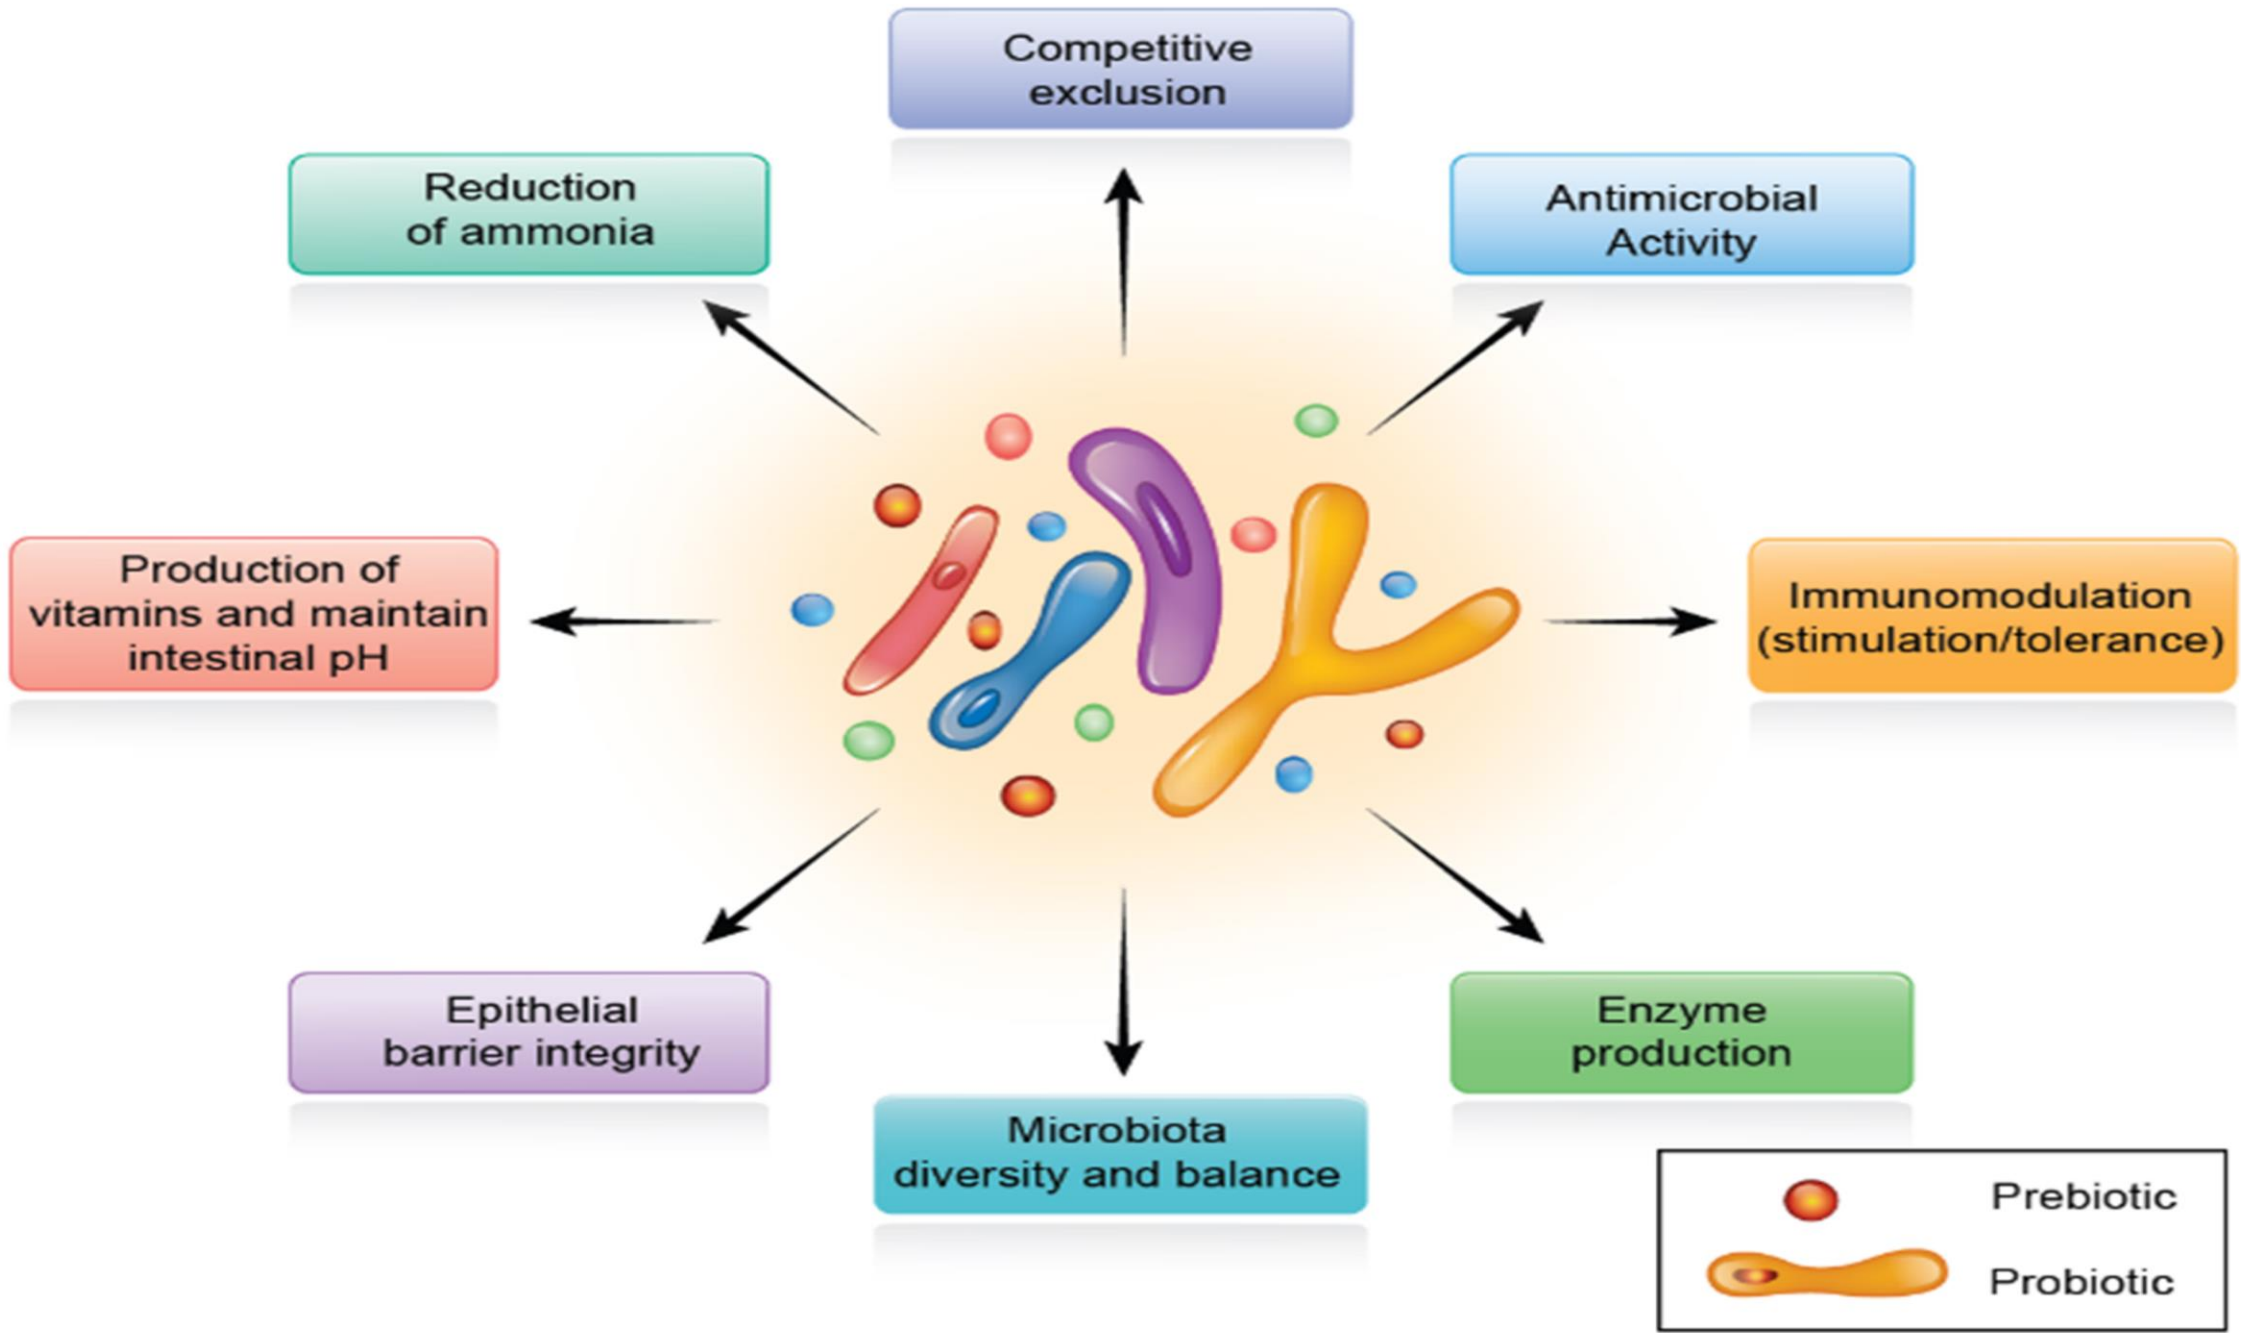 Competitive
exclusion
Reduction
of ammonia
Antimicrobial
Activity
Production of
vitamins and maintain
intestinal pH
Immunomodulation
(stimulation/tolerance)
Epithelial
barrier integrity
Enzyme
production
Microbiota
diversity and balance
Prebiotic
Probiotic